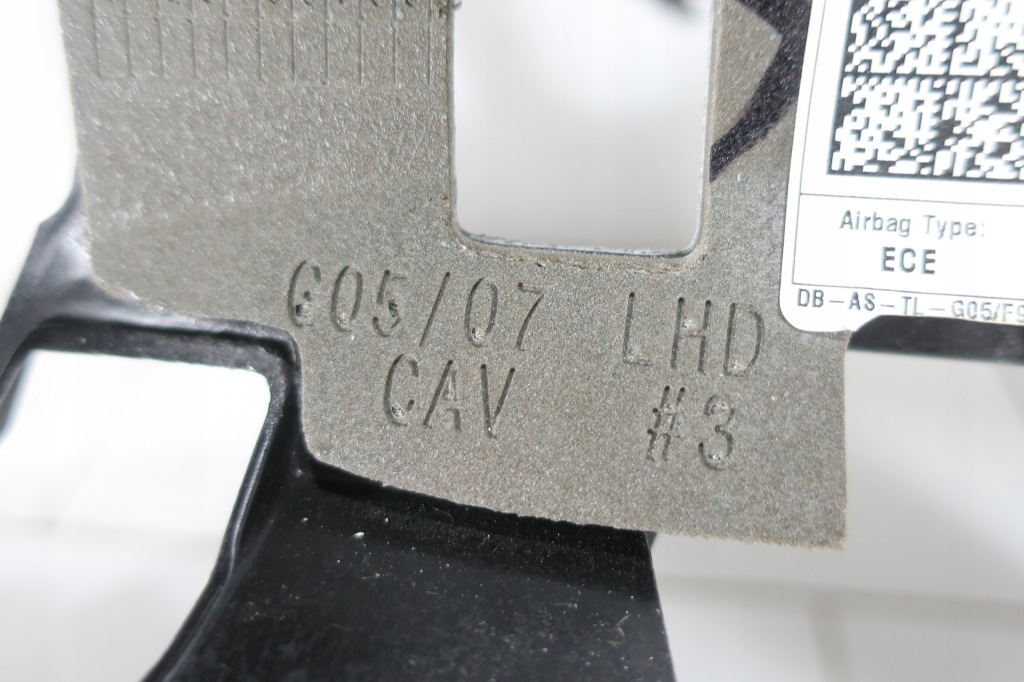 Airbag Type:
ECE
DB-AS-TL-G05/F9
G05/07 LHD
CAV #3